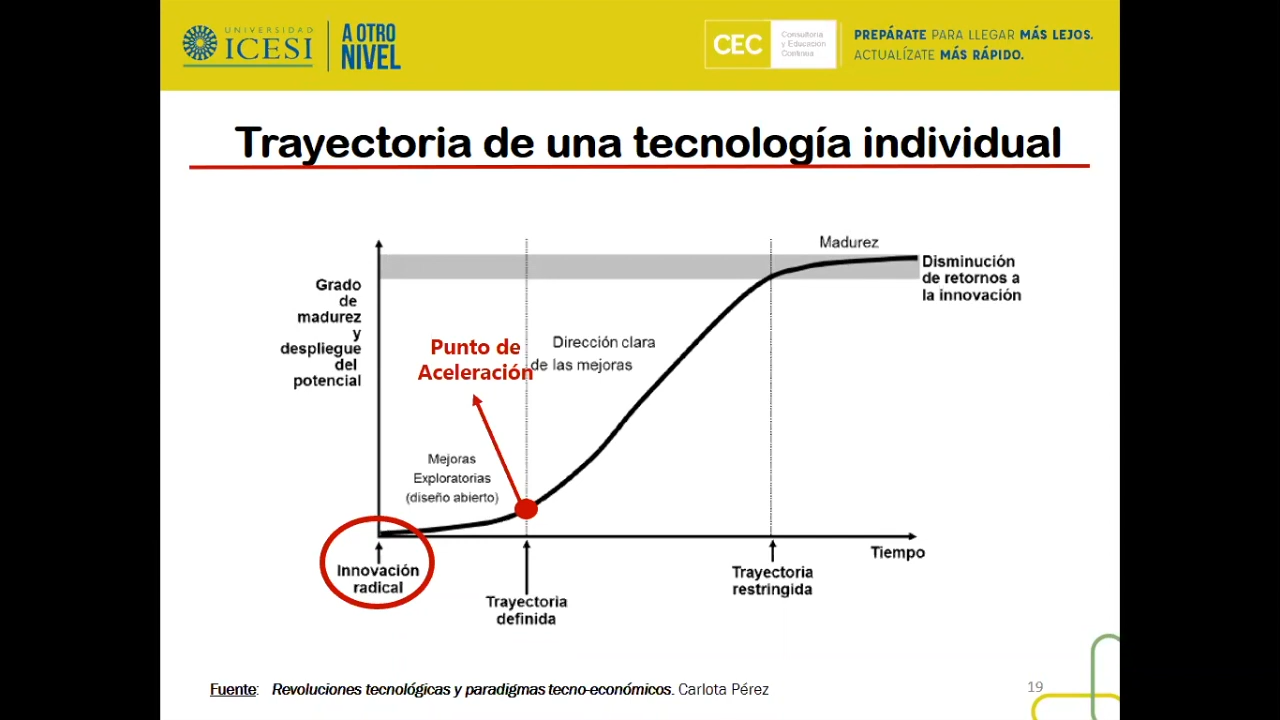 UNIVERSIDAD
ICESI
A OTRO
NIVEL
CEC
Consultoría
y Educación
Continua
PREPÁRATE PARA LLEGAR MÁS LEJOS.
ACTUALÍZATE MÁS RÁPIDO.
Trayectoria de una tecnología individual
Madurez
Disminución
de retornos a
la innovación
Grado
de
madurez
y
despliegue
del
potencial
Punto de
Aceleración
Dirección clara
de las mejoras
Mejoras
Exploratorias
(diseño abierto)
Tiempo
Innovación
radical
Trayectoria
definida
Trayectoria
restringida
Fuente: Revoluciones tecnológicas y paradigmas tecno-económicos. Carlota Pérez
19